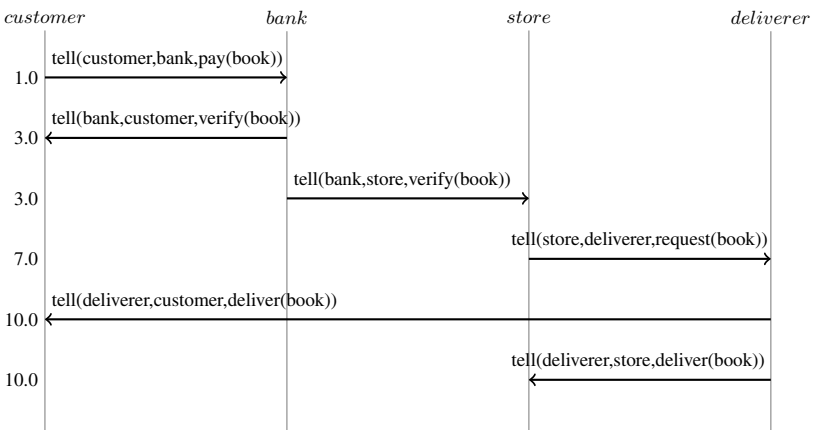 customer bank store deliverer
tell(customer,bank,pay(book))
1.0
tell(bank,customer,verify(book))
3.0
tell(bank,store,verify(book))
3.0
tell(store,deliverer,request(book))
7.0
tell(deliverer,customer,deliver(book))
10.0
tell(deliverer,store,deliver(book))
10.0